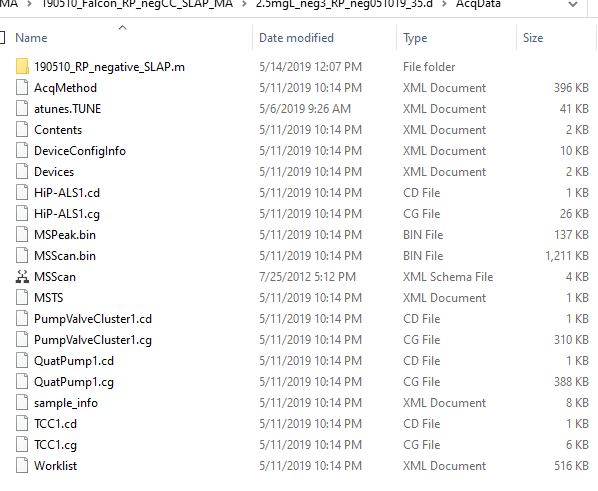 MA 190510_Falcon_RP_negCC_SLAP_MA 2.5mgL_neg3_RP_neg051019_35.d AcqData
Name Date modified Type Size
190510_RP_negative_SLAP.m 5/14/2019 12:07 PM File folder
AcqMethod 5/11/2019 10:14 PM XML Document 396 KB
atunes.TUNE 5/6/2019 9:26 AM XML Document 41 KB
Contents 5/11/2019 10:14 PM XML Document 2 KB
DeviceConfigInfo 5/11/2019 10:14 PM XML Document 10 KB
Devices 5/11/2019 10:14 PM XML Document 2 KB
HiP-ALS1.cd 5/11/2019 10:14 PM CD File 1 KB
HiP-ALS1.cg 5/11/2019 10:14 PM CG File 26 KB
MSPeak.bin 5/11/2019 10:14 PM BIN File 137 KB
MSScan.bin 5/11/2019 10:14 PM BIN File 1,211 KB
MSScan 7/25/2012 5:12 PM XML Schema File 4 KB
MSTS 5/11/2019 10:14 PM XML Document 1 KB
PumpValveCluster1.cd 5/11/2019 10:14 PM CD File 1 KB
PumpValveCluster1.cg 5/11/2019 10:14 PM CG File 310 KB
QuatPump1.cd 5/11/2019 10:14 PM CD File 1 KB
QuatPump1.cg 5/11/2019 10:14 PM CG File 388 KB
sample_info 5/11/2019 10:14 PM XML Document 8 KB
TCC1.cd 5/11/2019 10:14 PM CD File 1 KB
TCC1.cg 5/11/2019 10:14 PM CG File 6 KB
Worklist 5/11/2019 10:14 PM XML Document 516 KB